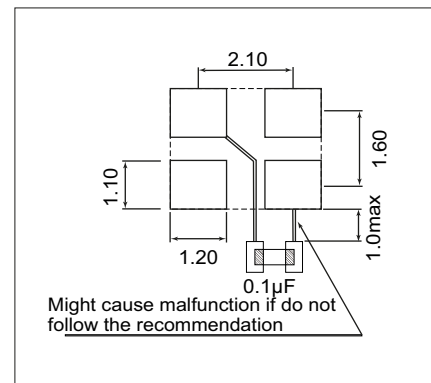 2.10
1.60
1.10
1.0max
1.20
0.1µF
Might cause malfunction if do not
follow the recommendation